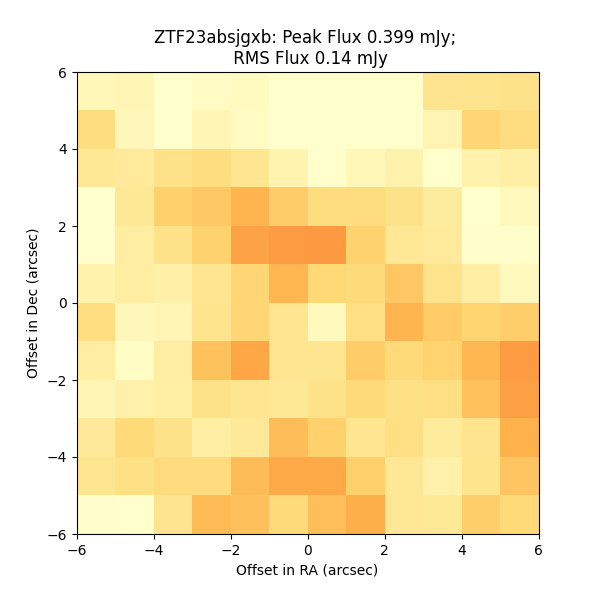 ZTF23absjgxb: Peak Flux 0.399 mJy;
RMS Flux 0.14 mJy
6
4
2
0
−2
−4
−6
Offset in Dec (arcsec)
−6 −4 −2 0 2 4 6
Offset in RA (arcsec)